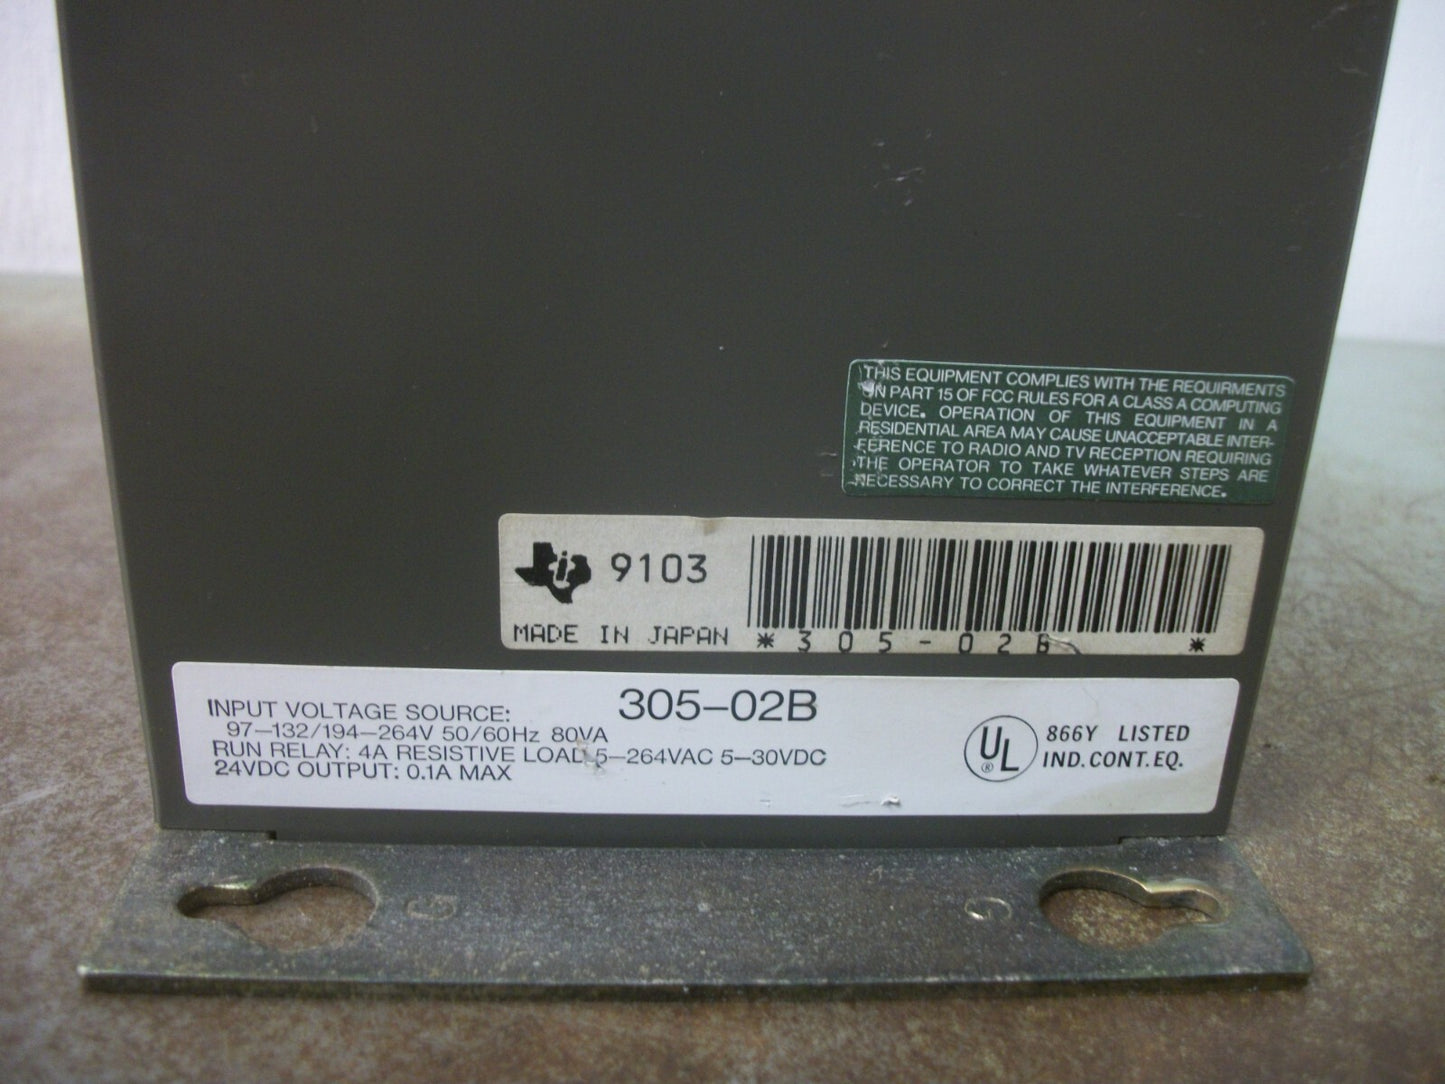 THIS EQUIPMENT COMPLIES WITH THE REQUIRMENTS
ON PART 15 OF FCC RULES FOR A CLASS A COMPUTING
DEVICE. OPERATION OF THIS EQUIPMENT IN A
RESIDENTIAL AREA MAY CAUSE UNACCEPTABLE INTER-
FERENCE TO RADIO AND TV RECEPTION REQUIRING
THE OPERATOR TO TAKE WHATEVER STEPS ARE
NECESSARY TO CORRECT THE INTERFERENCE.
9103
MADE IN JAPAN
*305-02B *
305-02B
INPUT VOLTAGE SOURCE:
97-132/194-264V 50/60Hz 80VA
RUN RELAY: 4A RESISTIVE LOAD 5-264VAC 5-30VDC
24VDC OUTPUT: 0.1A MAX
UL ®
866Y LISTED
IND. CONT. EQ.
G
G